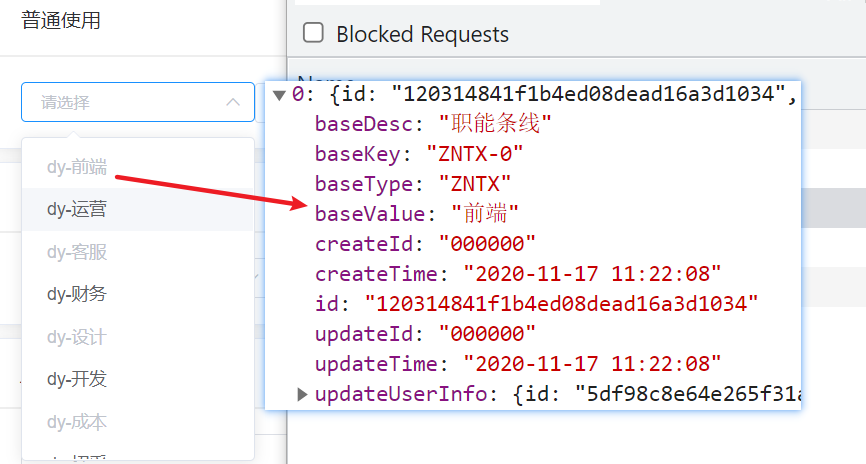 普通使用
Blocked Requests
请选择
dy-前端
dy-运营
dy-客服
dy-财务
dy-设计
dy-开发
dy-成本
0: {id: "120314841f1b4ed08dead16a3d1034",
baseDesc: "职能条线"
baseKey: "ZNTX-0"
baseType: "ZNTX"
baseValue: "前端"
createId: "000000"
createTime: "2020-11-17 11:22:08"
id: "120314841f1b4ed08dead16a3d1034"
updateId: "000000"
updateTime: "2020-11-17 11:22:08"
updateUserInfo: {id: "5df98c8e64e265f31a